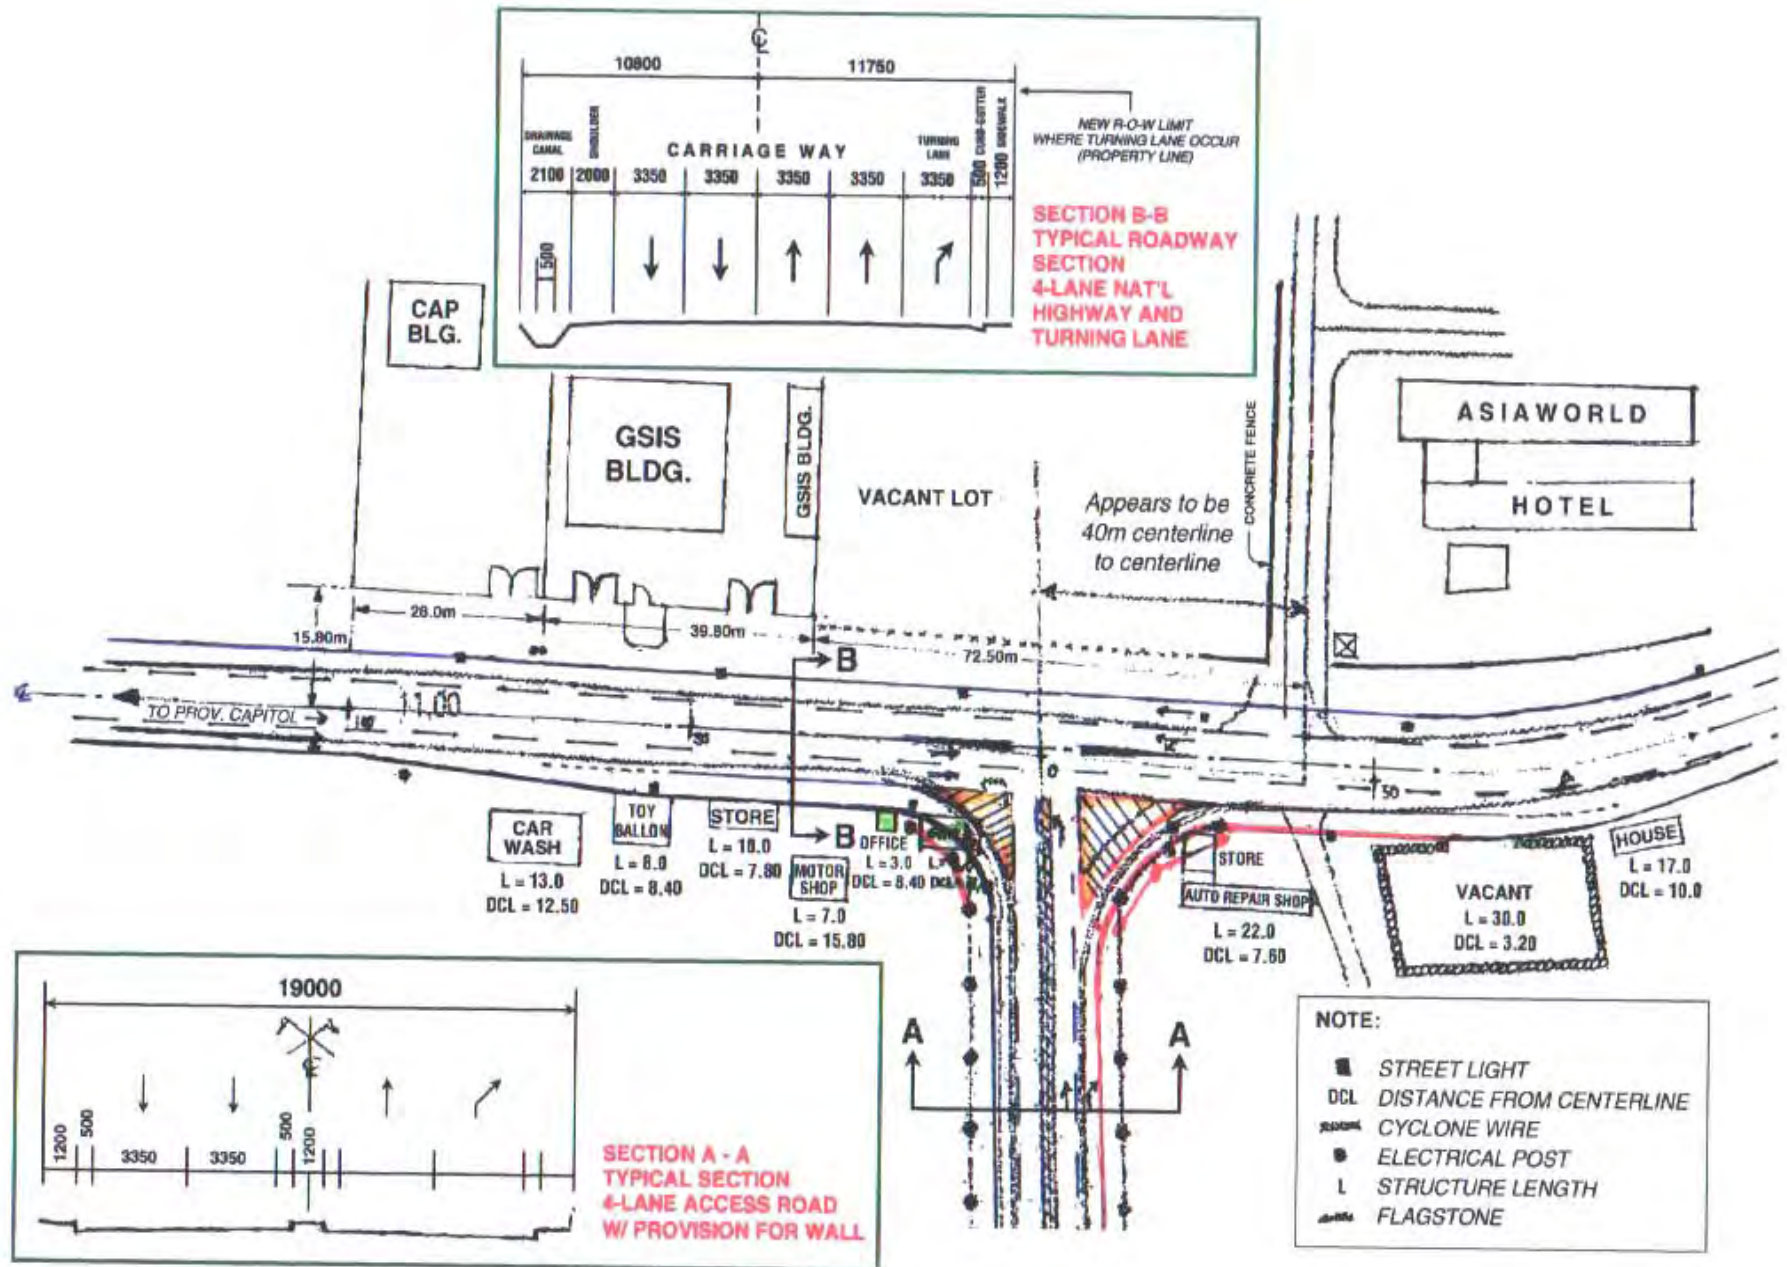 10800
11750
DRAINAGE
CANAL
SHOULDER
CARRIAGE WAY
TURNING
LANE
500 CURB-GUTTER
1200 SIDEWALK
2100
2000
3350
3350
3350
3350
3350
500
NEW R-O-W LIMIT
WHERE TURNING LANE OCCUR
(PROPERTY LINE)
SECTION B-B
TYPICAL ROADWAY
SECTION
4-LANE NAT'L
HIGHWAY AND
TURNING LANE
CAP
BLG.
GSIS
BLDG.
GSIS BLDG.
VACANT LOT
Appears to be
40m centerline
to centerline
CONCRETE FENCE
ASIAWORLD
HOTEL
28.0m
39.80m
72.50m
15.80m
B
TO PROV. CAPITOL
11.00
50
B
CAR
WASH
L = 13.0
DCL = 12.50
TOY
BALLON
L = 8.0
DCL = 8.40
STORE
L = 18.0
DCL = 7.80
MOTOR
SHOP
L = 7.0
DCL = 15.80
OFFICE
L = 3.0
DCL = 8.40
STORE
AUTO REPAIR SHOP
L = 22.0
DCL = 7.60
VACANT
L = 30.0
DCL = 3.20
HOUSE
L = 17.0
DCL = 10.0
A
A
19000
1200
500
3350
3350
500
1200
SECTION A - A
TYPICAL SECTION
4-LANE ACCESS ROAD
W/ PROVISION FOR WALL
NOTE:
STREET LIGHT
DCL DISTANCE FROM CENTERLINE
CYCLONE WIRE
ELECTRICAL POST
L STRUCTURE LENGTH
FLAGSTONE